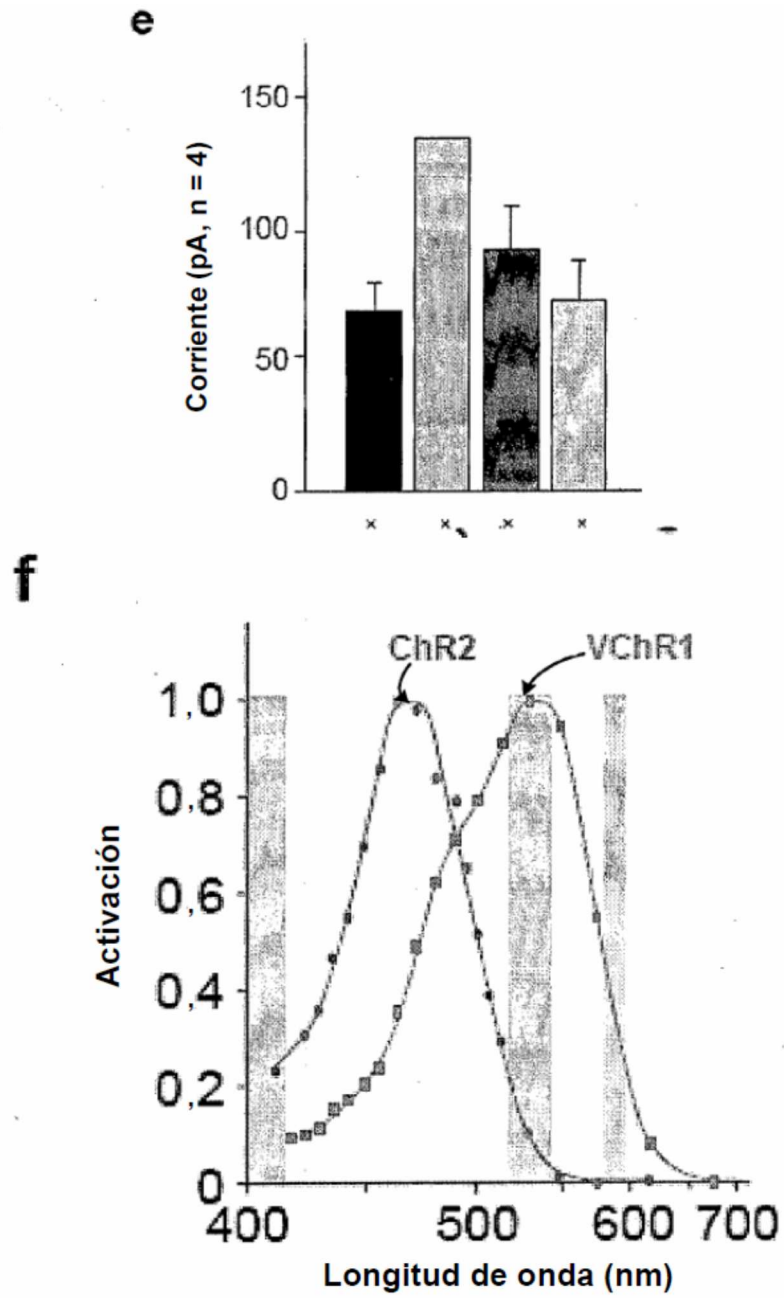 e
150
100
50
0
Corriente (pA, n = 4)
× × × ×
f
ChR2 VChR1
1,0
0,8
0,6
0,4
0,2
0
Activación
400 500 600 700
Longitud de onda (nm)